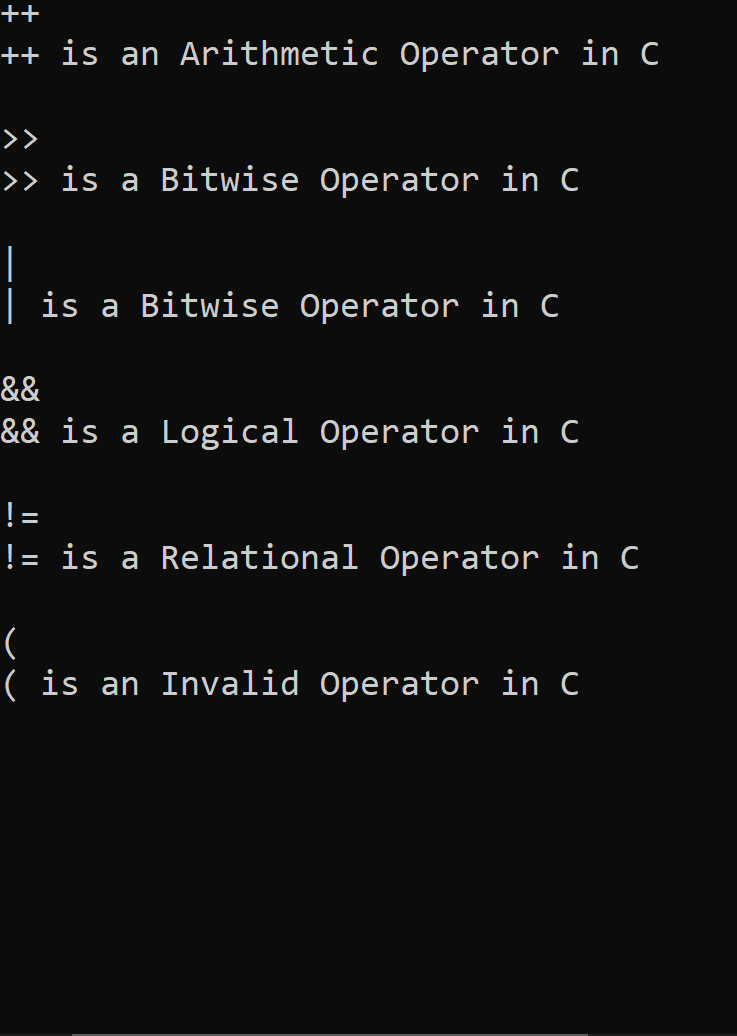 ++
++ is an Arithmetic Operator in C
>>
>> is a Bitwise Operator in C
|
| is a Bitwise Operator in C
&&
&& is a Logical Operator in C
!=
!= is a Relational Operator in C
(
( is an Invalid Operator in C